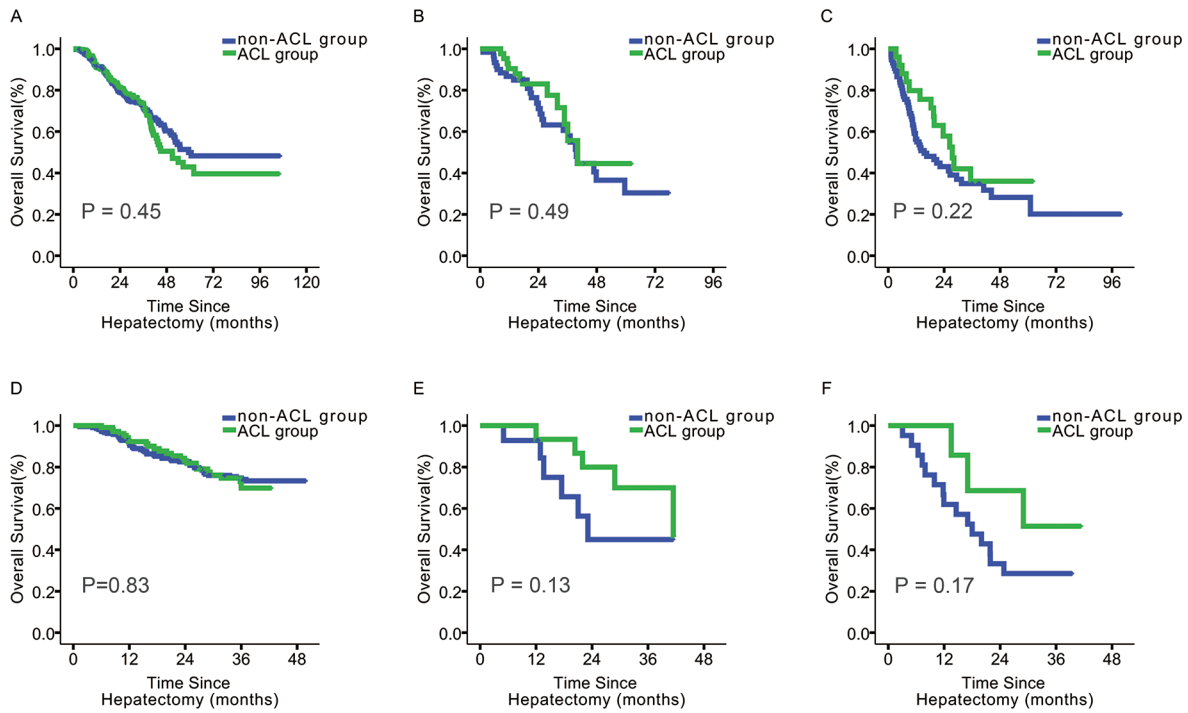 A
non-ACL group
ACL group
Overall Survival(%)
1.0
0.8
0.6
0.4
0.2
0.0
P = 0.45
0 24 48 72 96 120
Time Since
Hepatectomy (months)
B
non-ACL group
ACL group
Overall Survival(%)
1.0
0.8
0.6
0.4
0.2
0.0
P = 0.49
0 24 48 72 96
Time Since
Hepatectomy (months)
C
non-ACL group
ACL group
Overall Survival(%)
1.0
0.8
0.6
0.4
0.2
0.0
P = 0.22
0 24 48 72 96
Time Since
Hepatectomy (months)
D
non-ACL group
ACL group
Overall Survival(%)
1.0
0.8
0.6
0.4
0.2
0.0
P=0.83
0 12 24 36 48
Time Since
Hepatectomy (months)
E
non-ACL group
ACL group
Overall Survival(%)
1.0
0.8
0.6
0.4
0.2
0.0
P = 0.13
0 12 24 36 48
Time Since
Hepatectomy (months)
F
non-ACL group
ACL group
Overall Survival(%)
1.0
0.8
0.6
0.4
0.2
0.0
P = 0.17
0 12 24 36 48
Time Since
Hepatectomy (months)